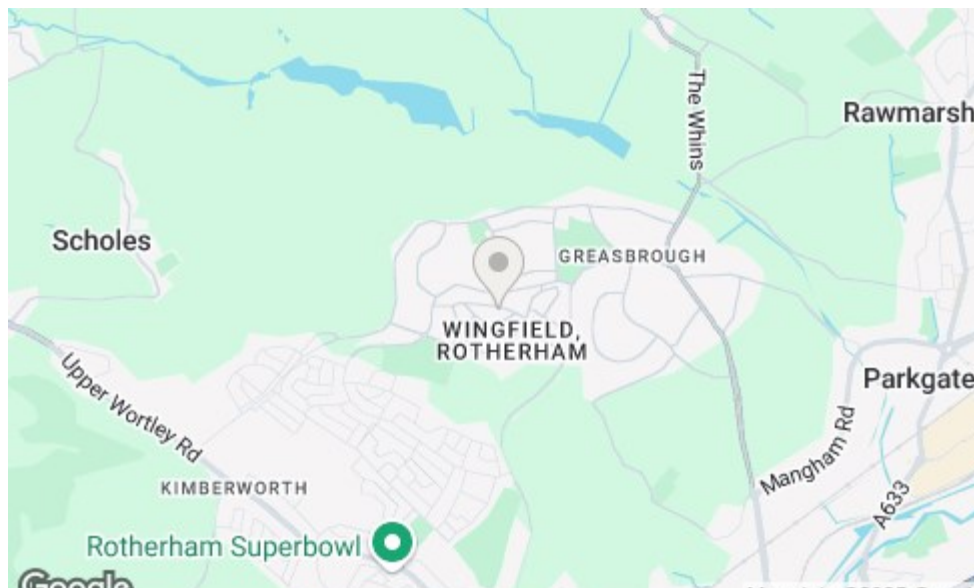 The Whins
Rawmarsh
Scholes
GREASBROUGH
WINGFIELD,
ROTHERHAM
Upper Wortley Rd
Parkgate
Mangham Rd
KIMBERWORTH
A633
Rotherham Superbowl
Google